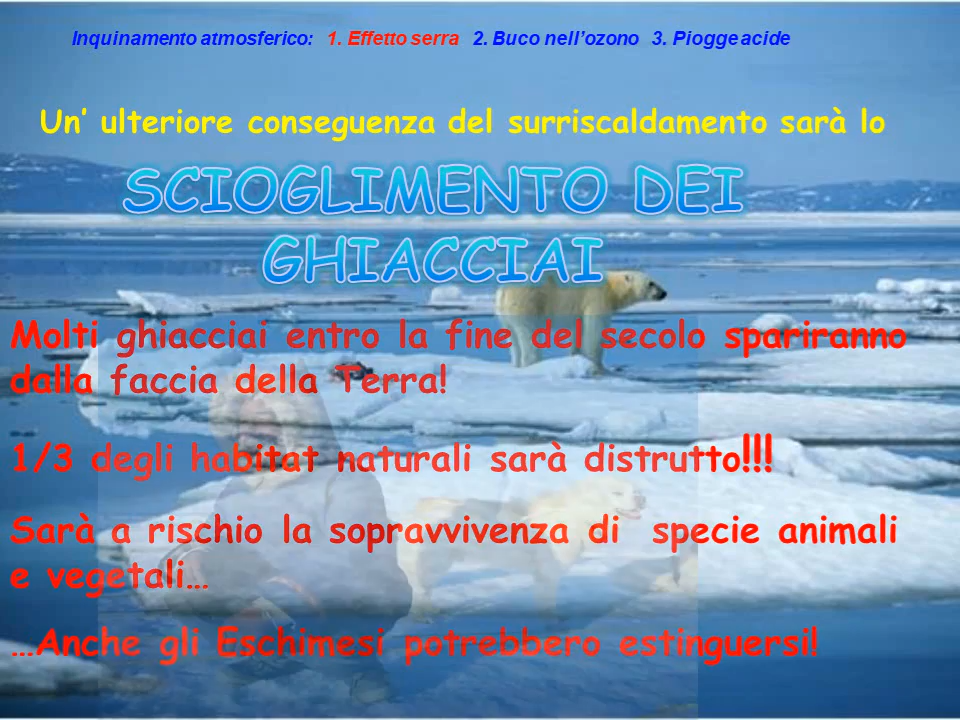 Inquinamento atmosferico: 1. Effetto serra 2. Buco nell’ozono 3. Piogge acide
Un’ ulteriore conseguenza del surriscaldamento sarà lo
SCIOGLIMENTO DEI
GHIACCIAI
Molti ghiacciai entro la fine del secolo spariranno
dalla faccia della Terra!
1/3 degli habitat naturali sarà distrutto!!!
Sarà a rischio la sopravvivenza di specie animali
e vegetali…
…Anche gli Eschimesi potrebbero estinguersi!